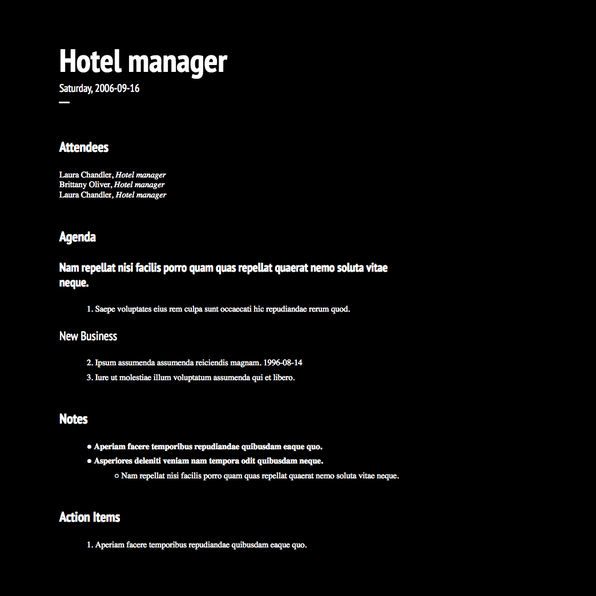 Hotel manager
Saturday, 2006-09-16
Attendees
Laura Chandler, Hotel manager
Brittany Oliver, Hotel manager
Laura Chandler, Hotel manager
Agenda
Nam repellat nisi facilis porro quam quas repellat quaerat nemo soluta vitae
neque.
1. Saepe voluptates eius rem culpa sunt occaecati hic repudiandae rerum quod.
New Business
2. Ipsum assumenda assumenda reiciendis magnam. 1996-08-14
3. Iure ut molestiae illum voluptatum assumenda qui et libero.
Notes
● Aperiam facere temporibus repudiandae quibusdam eaque quo.
● Asperiores deleniti veniam nam tempora odit quibusdam neque.
○ Nam repellat nisi facilis porro quam quas repellat quaerat nemo soluta vitae neque.
Action Items
1. Aperiam facere temporibus repudiandae quibusdam eaque quo.